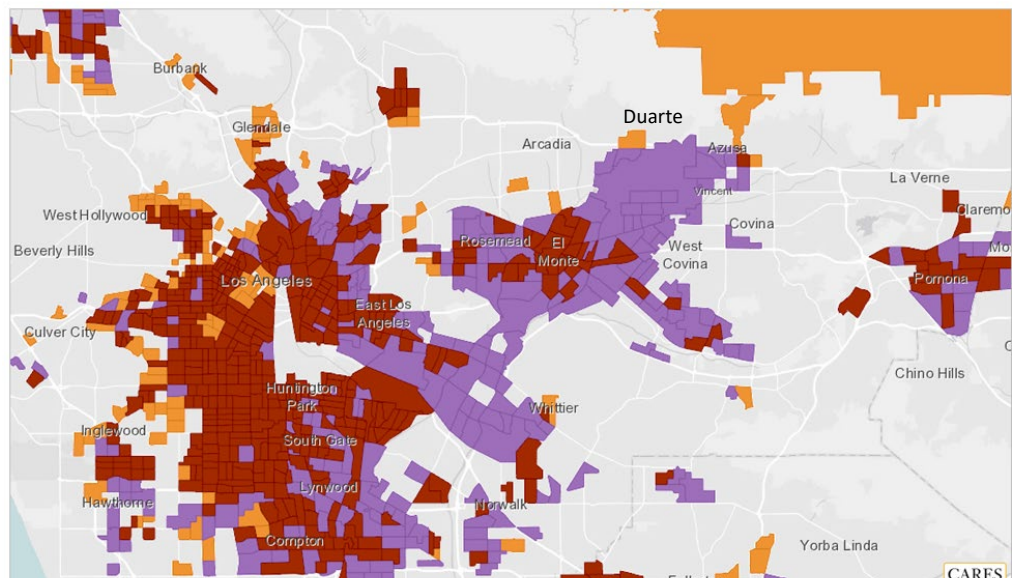 Burbank
Duarte
Glendale
Arcadia
Azusa
La Verne
Vincent
West Hollywood
Claremo
Covina
Rosemead
El
Monte
Beverly Hills
West
Covina
Mo
Los Angeles
Pomona
East Los
Angeles
Culver City
C
Chino Hills
Huntington
Park
Whittier
Inglewood
South Gate
Lynwood
Hawthorne
Norwalk
Compton
Yorba Linda
CARES